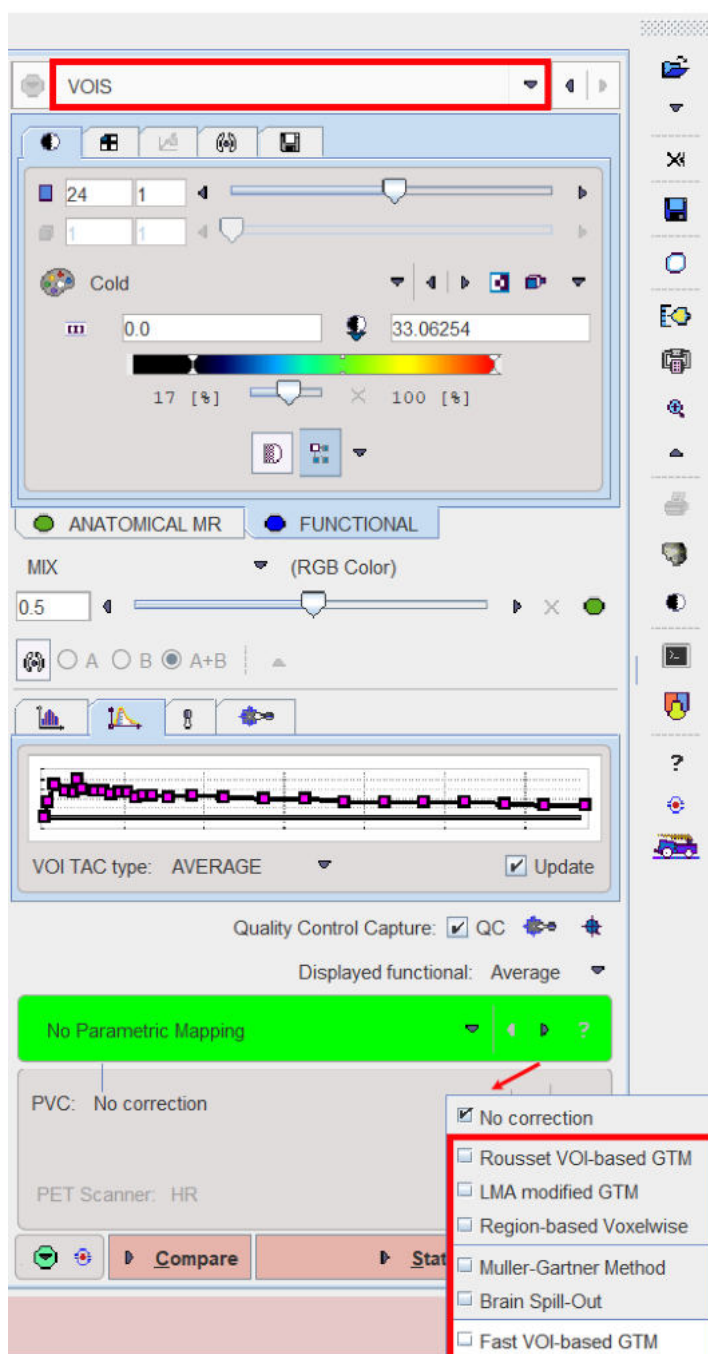 VOIS
24 1
1 1
Cold
0.0 33.06254
17 [%] 100 [%]
ANATOMICAL MR FUNCTIONAL
MIX (RGB Color)
0.5
A B A+B
VOI TAC type: AVERAGE Update
Quality Control Capture: QC
Displayed functional: Average
No Parametric Mapping ?
PVC: No correction
No correction
Rousset VOI-based GTM
LMA modified GTM
PET Scanner: HR
Region-based Voxelwise
Compare Stat
Muller-Gartner Method
Brain Spill-Out
Fast VOI-based GTM
?